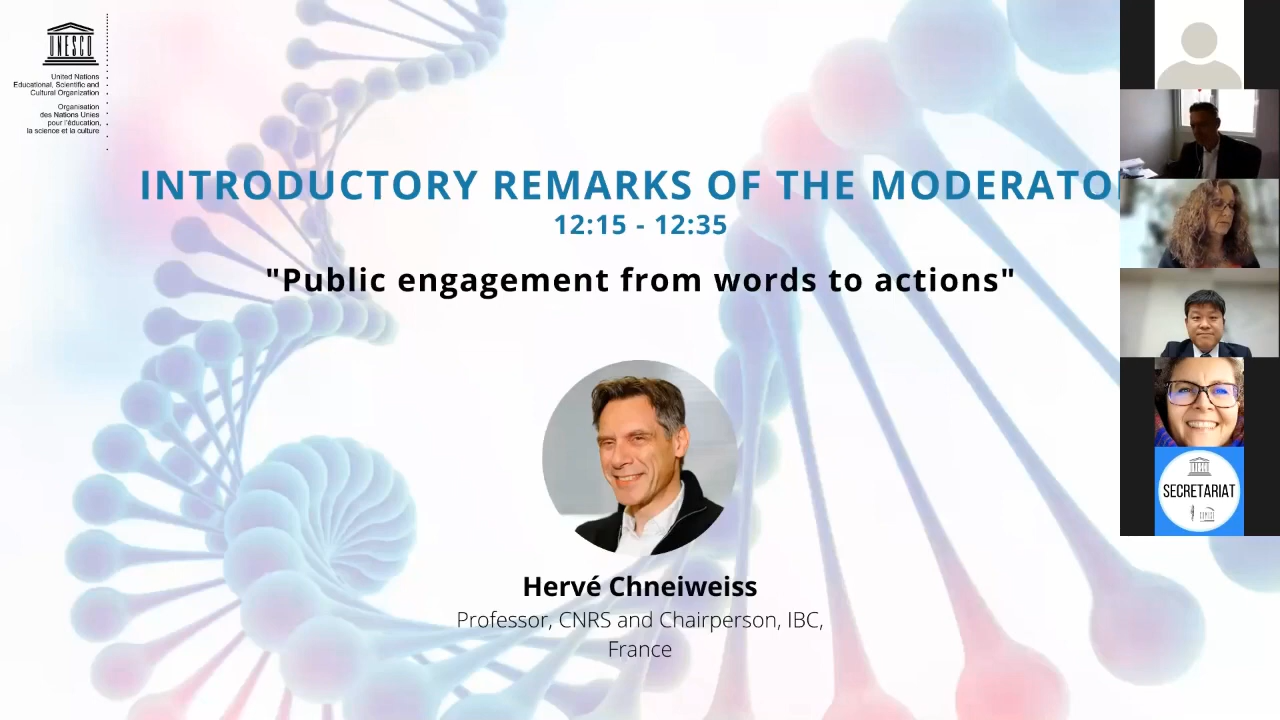 UNESCO
United Nations
Educational, Scientific and
Cultural Organization
Organisation
des Nations Unies
pour l'éducation,
la science et la culture
INTRODUCTORY REMARKS OF THE MODERATO
12:15 - 12:35
"Public engagement from words to actions"
Hervé Chneiweiss
Professor, CNRS and Chairperson, IBC,
France
UNESCO
SECRETARIAT
COMEST